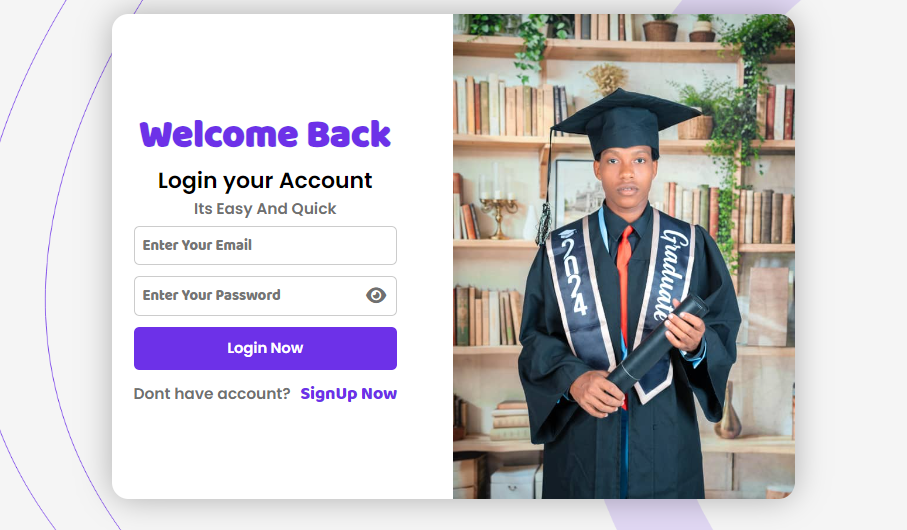 Welcome Back
Login your Account
Its Easy And Quick
Enter Your Email
Enter Your Password
Login Now
Dont have account? SignUp Now
2024
Graduate